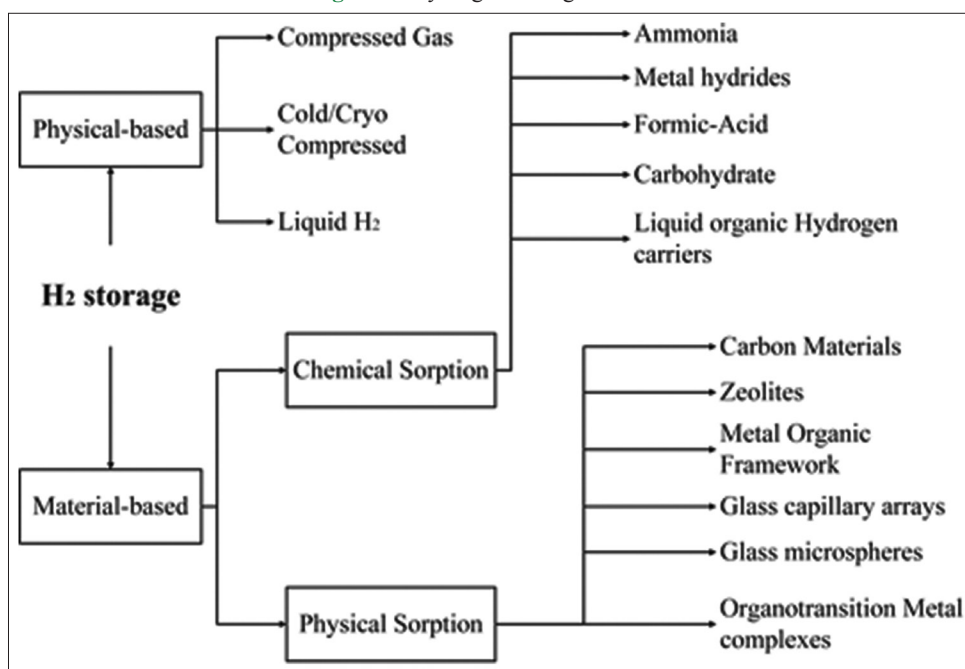 Compressed Gas
Physical-based
Cold/Cryo
Compressed
Liquid H2
H2 storage
Ammonia
Metal hydrides
Formic-Acid
Carbohydrate
Liquid organic Hydrogen
carriers
Chemical Sorption
Material-based
Carbon Materials
Zeolites
Metal Organic
Framework
Glass capillary arrays
Glass microspheres
Physical Sorption
Organotransition Metal
complexes